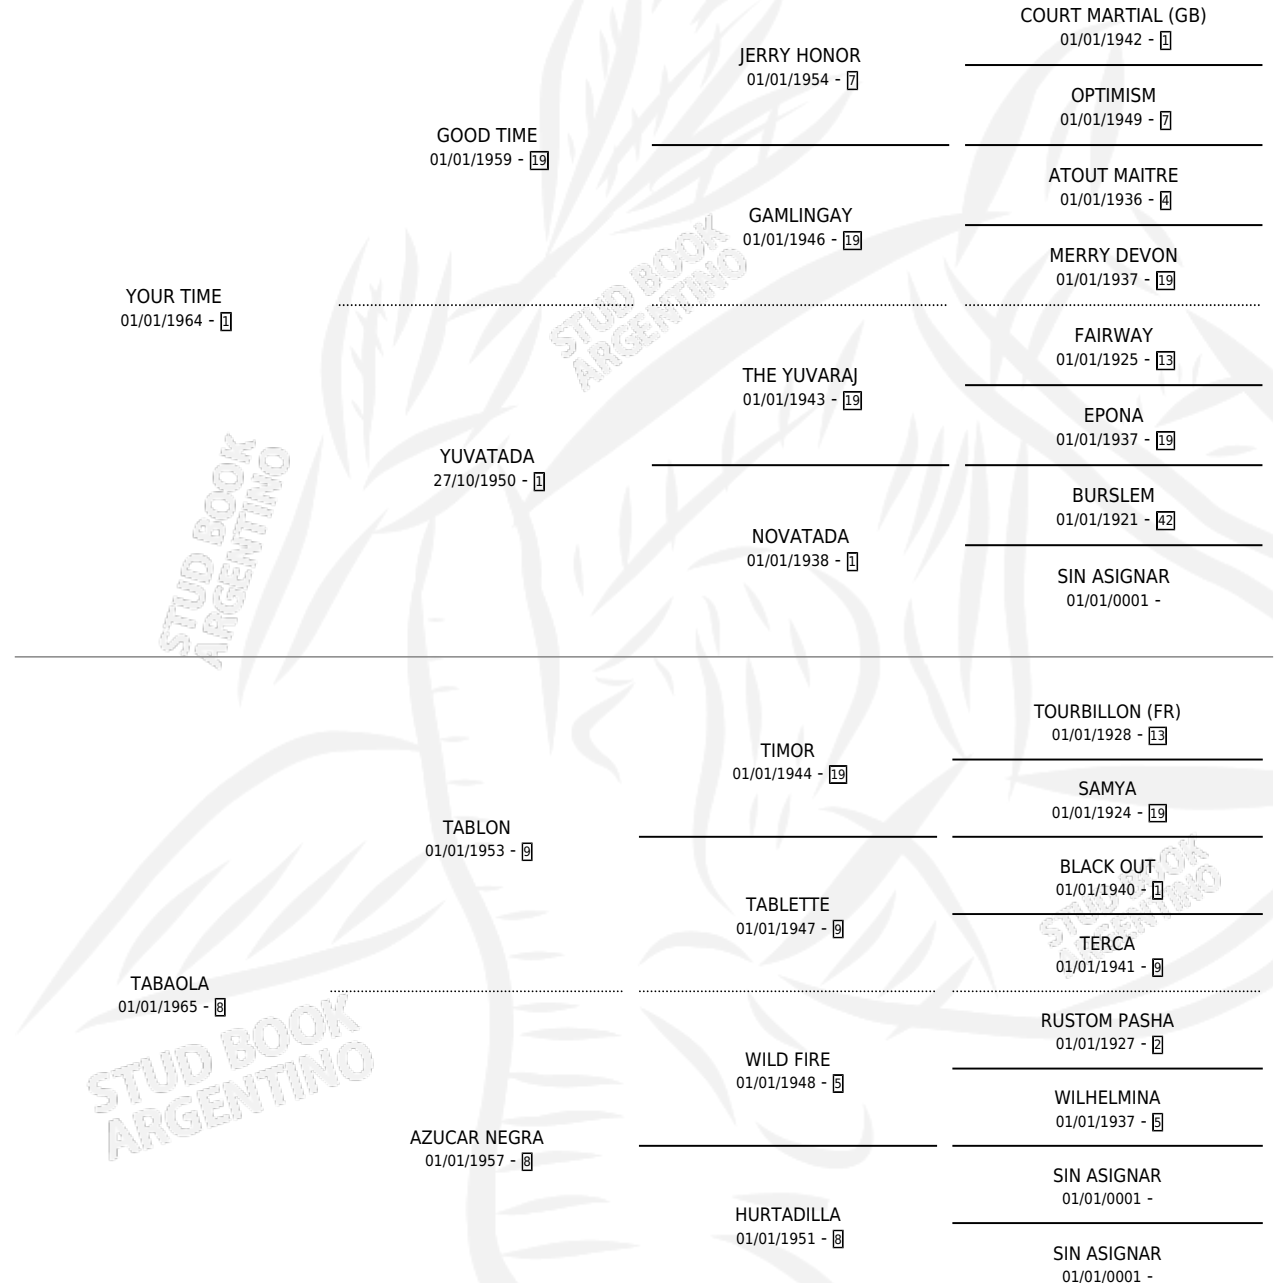 COURT MARTIAL (GB)
01/01/1942 - 1
JERRY HONOR
01/01/1954 - 7
OPTIMISM
01/01/1949 - 7
GOOD TIME
01/01/1959 - 19
ATOUT MAITRE
01/01/1936 - 4
GAMLINGAY
01/01/1946 - 19
MERRY DEVON
01/01/1937 - 19
YOUR TIME
01/01/1964 - 1
STUD BOOK
ARGENTINO
FAIRWAY
01/01/1925 - 13
THE YUVARAJ
01/01/1943 - 19
EPONA
01/01/1937 - 19
YUVATADA
27/10/1950 - 1
BURSLEM
01/01/1921 - 42
NOVATADA
01/01/1938 - 1
SIN ASIGNAR
01/01/0001 -
STUD BOOK
ARGENTINO
TOURBILLON (FR)
01/01/1928 - 13
TIMOR
01/01/1944 - 19
SAMYA
01/01/1924 - 19
TABLON
01/01/1953 - 9
BLACK OUT
01/01/1940 - 1
TABLETTE
01/01/1947 - 9
TERCA
01/01/1941 - 9
STUD BOOK
ARGENTINO
TABAOLA
01/01/1965 - 8
RUSTOM PASHA
01/01/1927 - 2
WILD FIRE
01/01/1948 - 5
WILHELMINA
01/01/1937 - 5
STUD BOOK
ARGENTINO
AZUCAR NEGRA
01/01/1957 - 8
SIN ASIGNAR
01/01/0001 -
HURTADILLA
01/01/1951 - 8
SIN ASIGNAR
01/01/0001 -